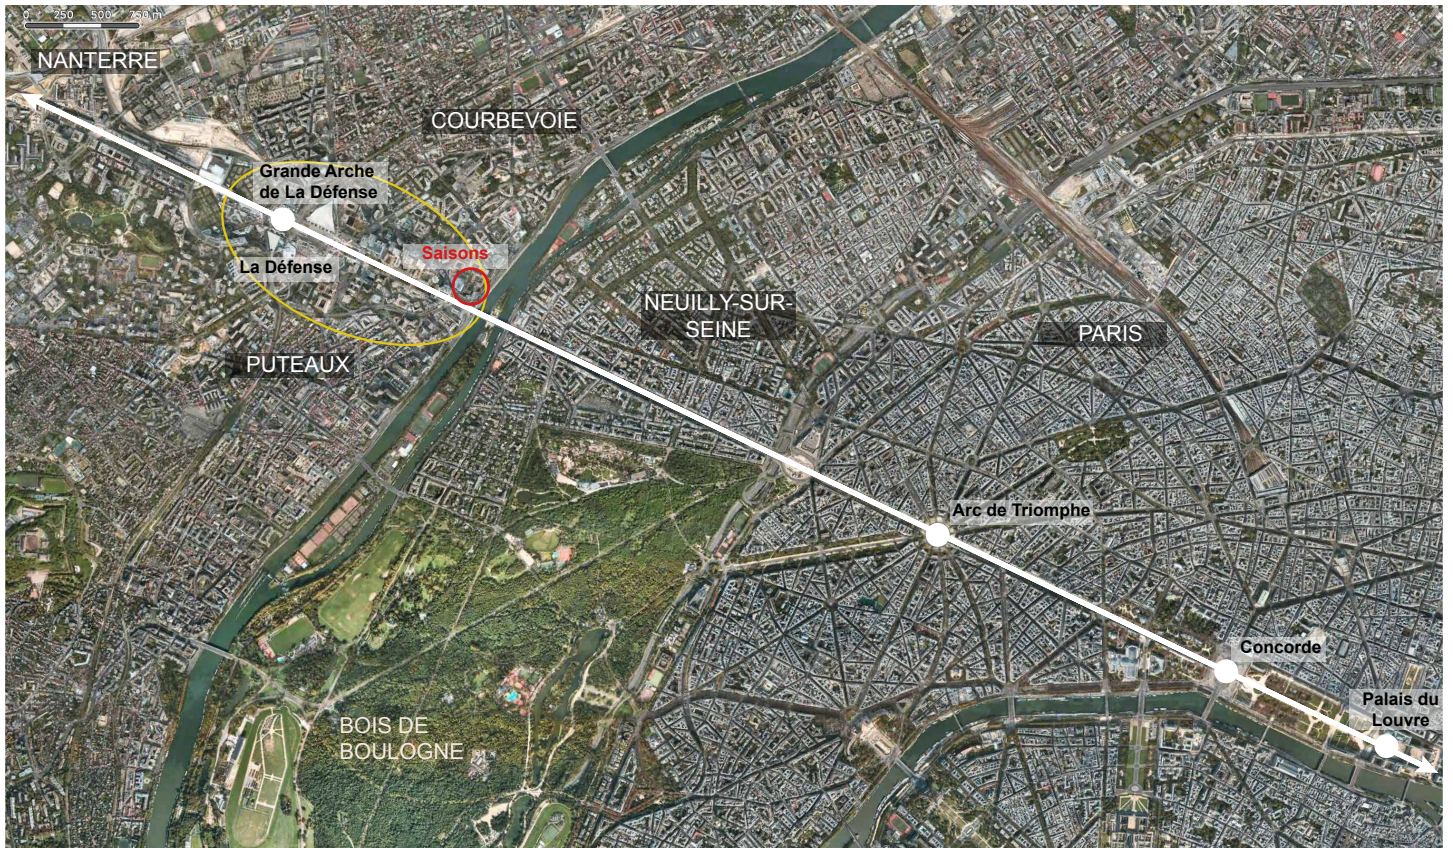 0 250 500 750 m
NANTERRE
COURBEVOIE
Grande Arche
de La Défense
Saisons
La Défense
NEUILLY-SUR-
SEINE
PARIS
PUTEAUX
Arc de Triomphe
Concorde
Palais du
Louvre
BOIS DE
BOULOGNE